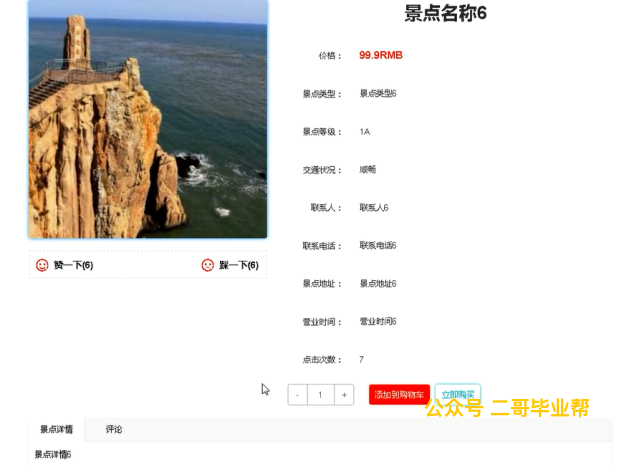 景点名称6
价格： 99.9RMB
景点类型： 景点类型6
景点等级： 1A
交通状况： 顺畅
联系人： 联系人6
联系电话： 联系电话6
景点地址： 景点地址6
营业时间： 营业时间6
点击次数： 7
赞一下(6) 踩一下(6)
- 1 + 添加到购物车 立即购买
公众号 二哥毕业帮
景点详情 评论
景点详情6